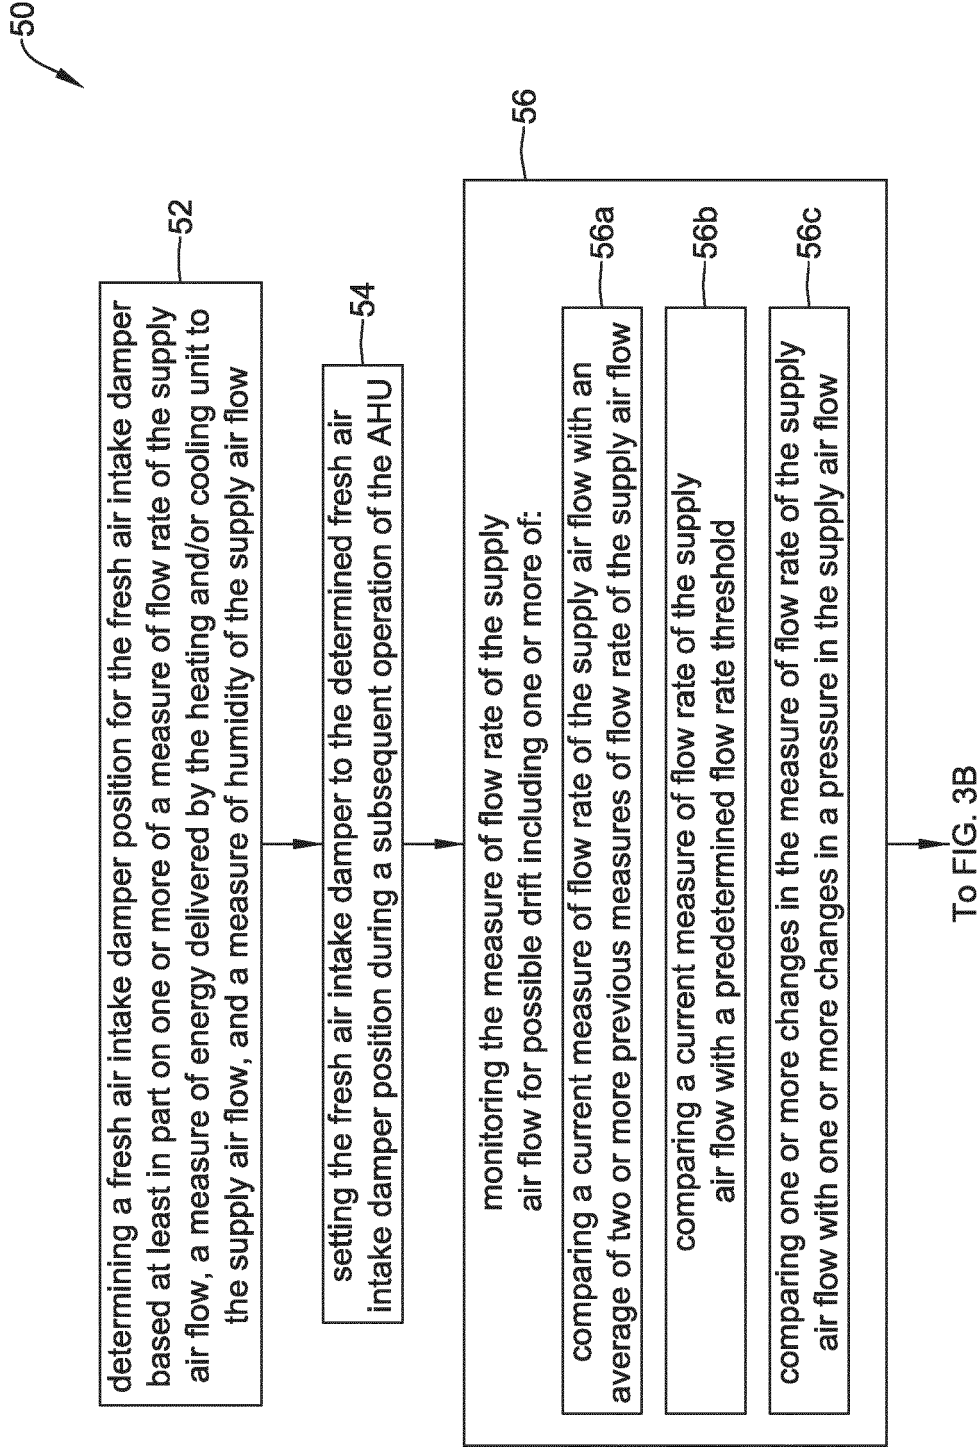 50
52
determining a fresh air intake damper position for the fresh air intake damper
based at least in part on one or more of a measure of flow rate of the supply
air flow, a measure of energy delivered by the heating and/or cooling unit to
the supply air flow, and a measure of humidity of the supply air flow
54
setting the fresh air intake damper to the determined fresh air
intake damper position during a subsequent operation of the AHU
56
monitoring the measure of flow rate of the supply
air flow for possible drift including one or more of:
56a
comparing a current measure of flow rate of the supply air flow with an
average of two or more previous measures of flow rate of the supply air flow
56b
comparing a current measure of flow rate of the supply
air flow with a predetermined flow rate threshold
56c
comparing one or more changes in the measure of flow rate of the supply
air flow with one or more changes in a pressure in the supply air flow
To FIG. 3B